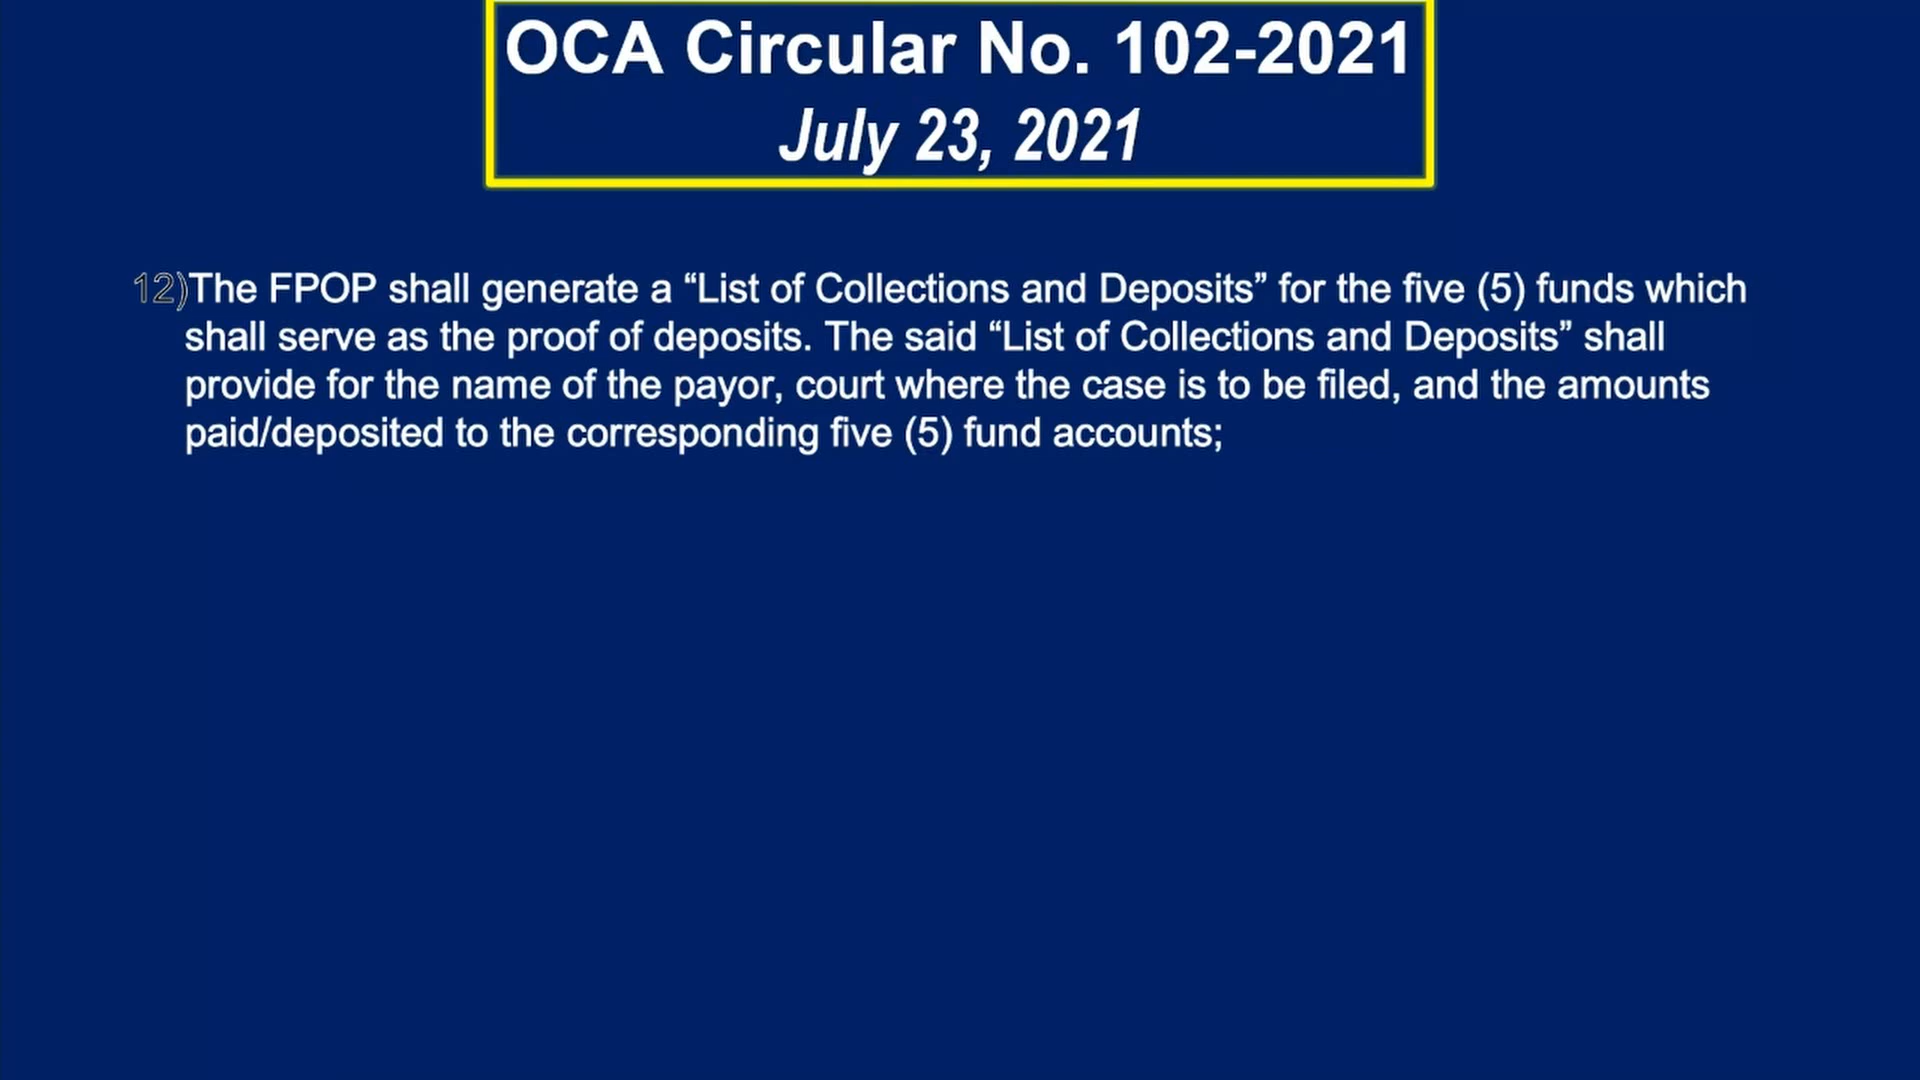 OCA Circular No. 102-2021
July 23, 2021
12)The FPOP shall generate a “List of Collections and Deposits” for the five (5) funds which
shall serve as the proof of deposits. The said “List of Collections and Deposits” shall
provide for the name of the payor, court where the case is to be filed, and the amounts
paid/deposited to the corresponding five (5) fund accounts;